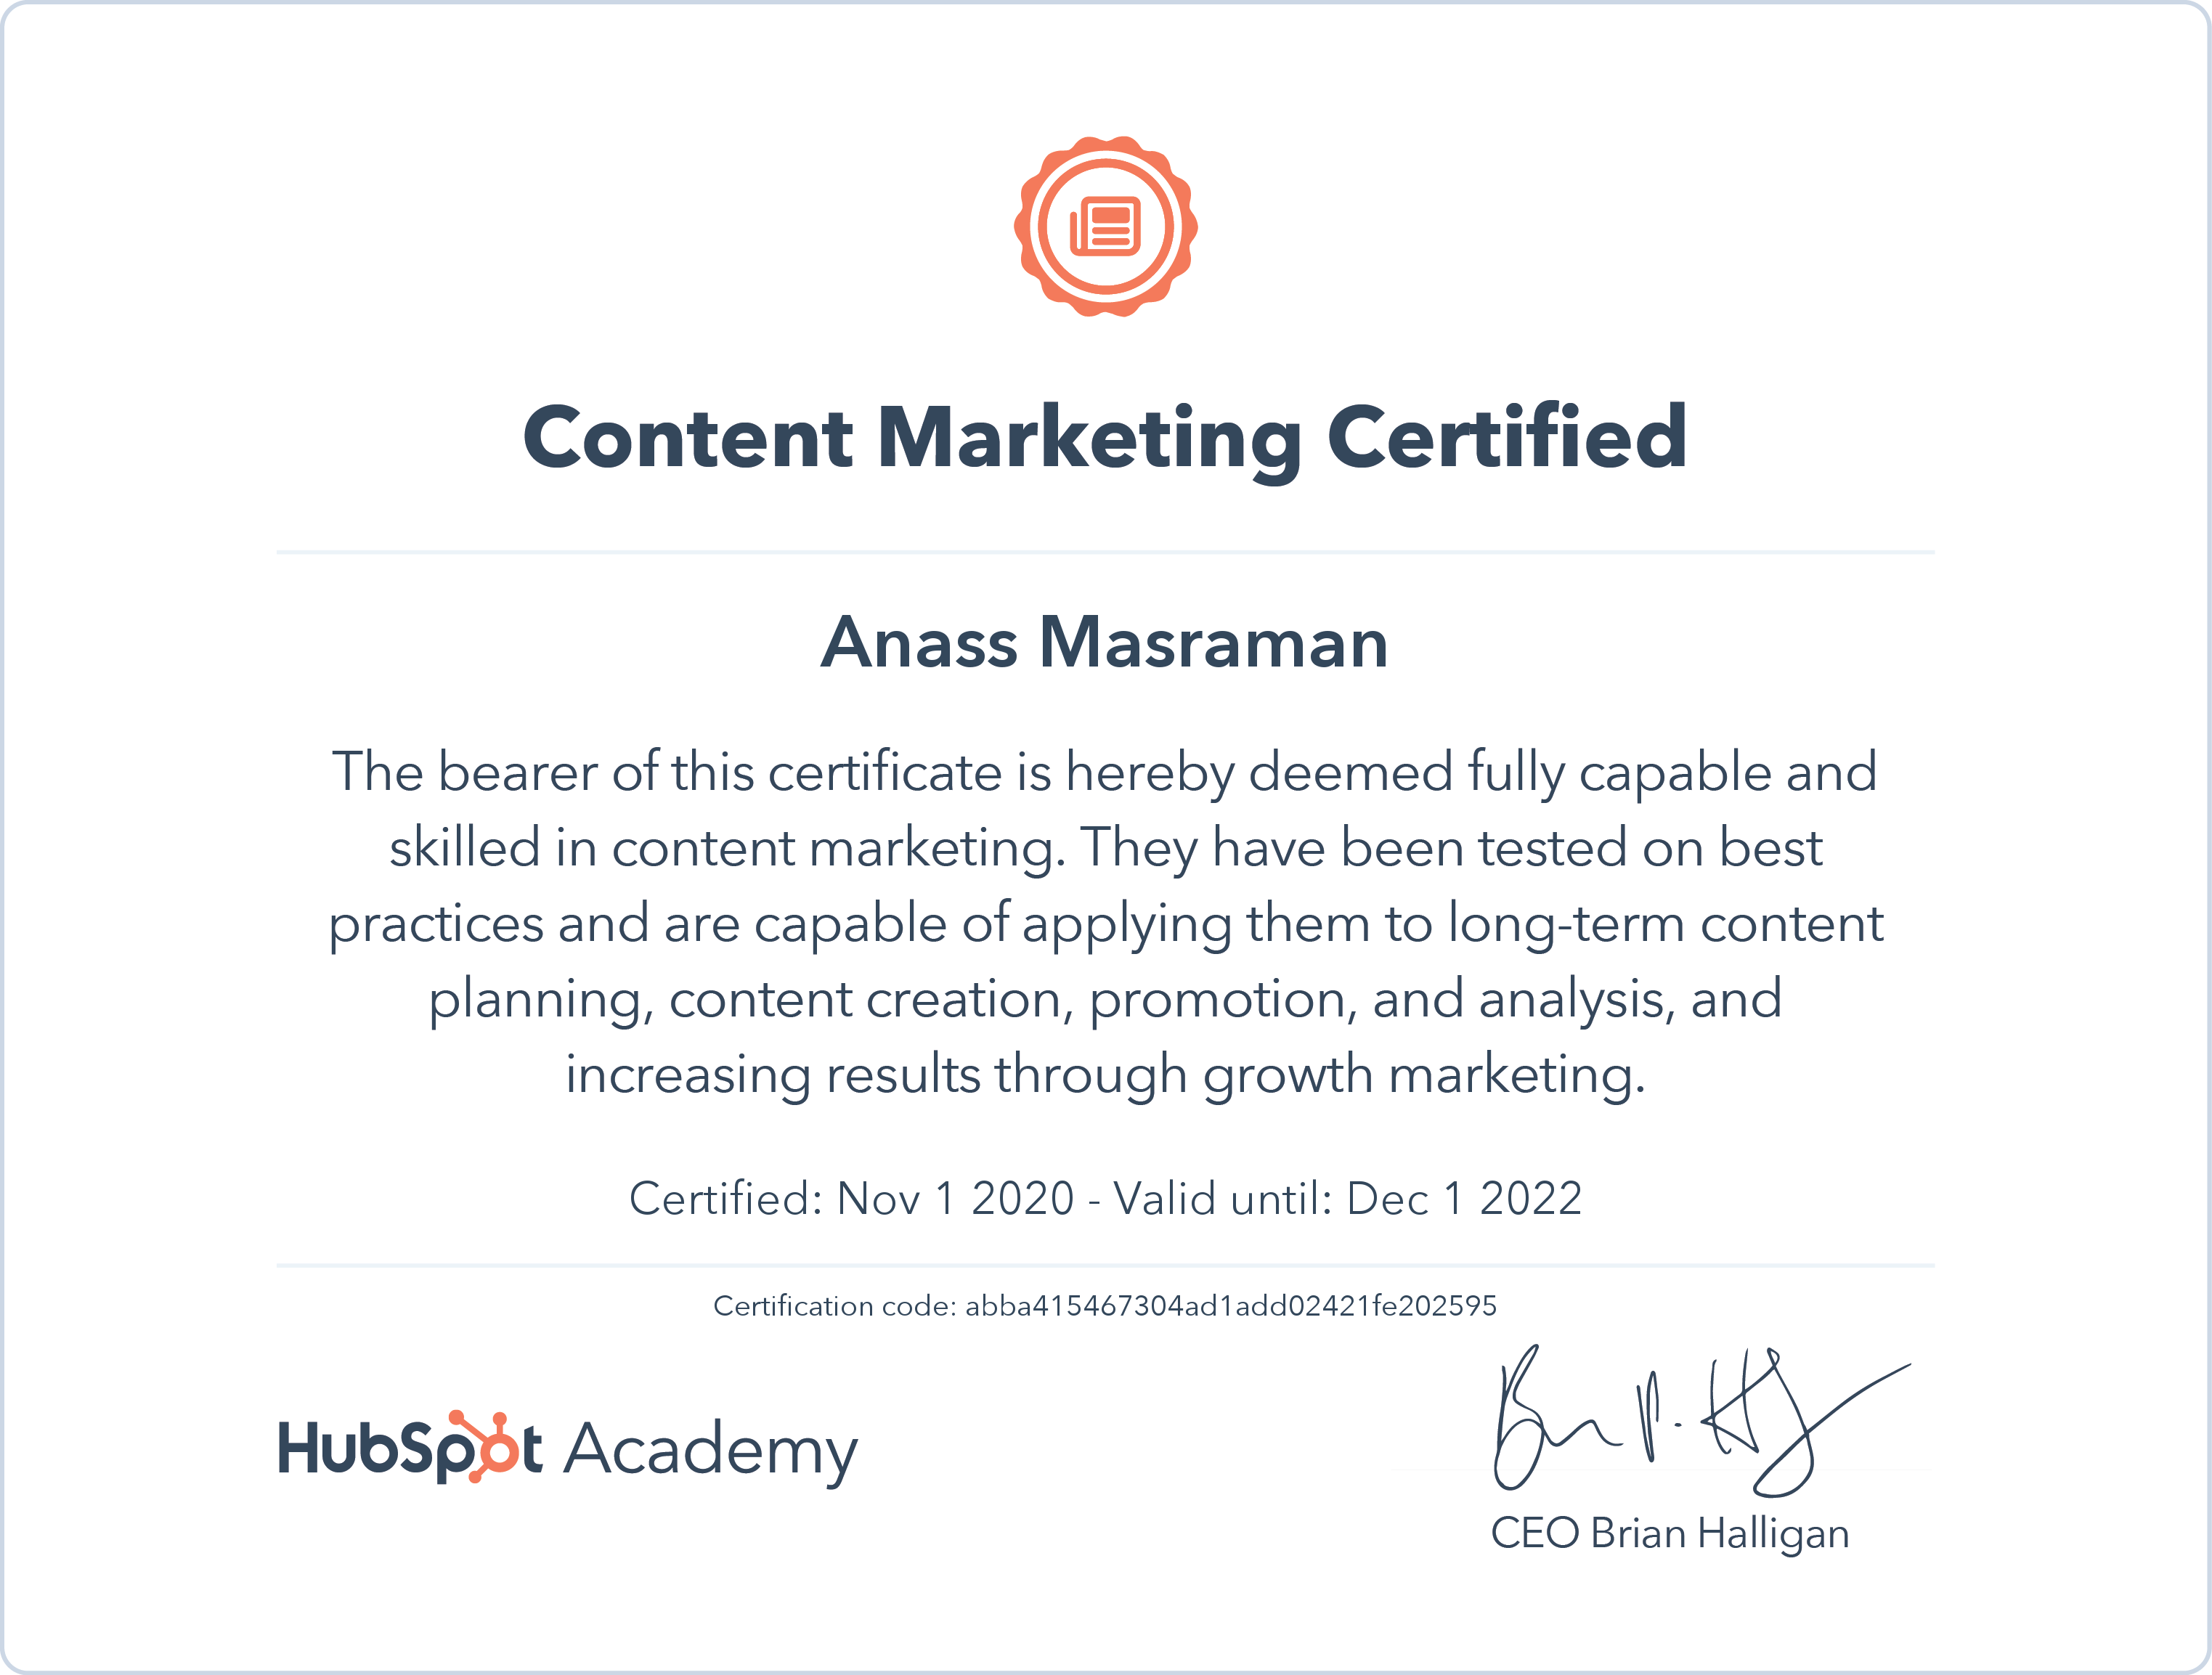 Content Marketing Certified
Anass Masraman
The bearer of this certificate is hereby deemed fully capable and
skilled in content marketing. They have been tested on best
practices and are capable of applying them to long-term content
planning, content creation, promotion, and analysis, and
increasing results through growth marketing.
Certified: Nov 1 2020 - Valid until: Dec 1 2022
Certification code: abba415467304ad1add02421fe202595
HubSpot Academy
CEO Brian Halligan